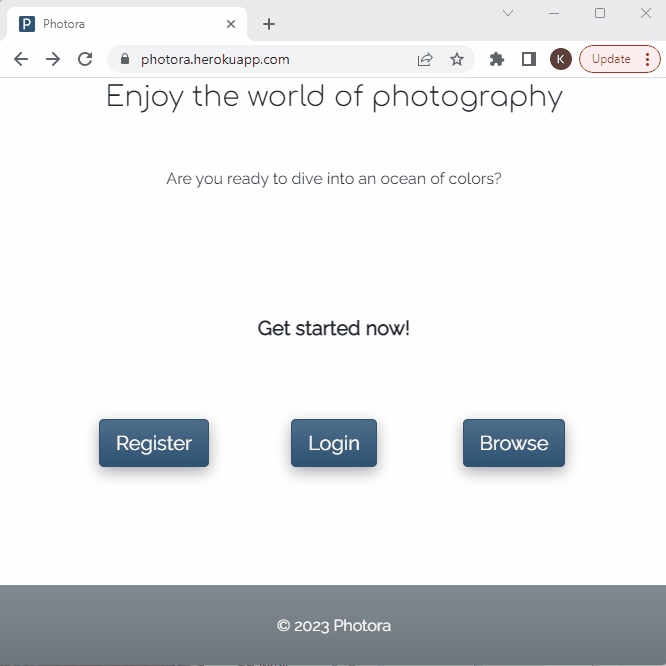 P Photora
photora.herokuapp.com K Update
Enjoy the world of photography
Are you ready to dive into an ocean of colors?
Get started now!
Register Login Browse
© 2023 Photora